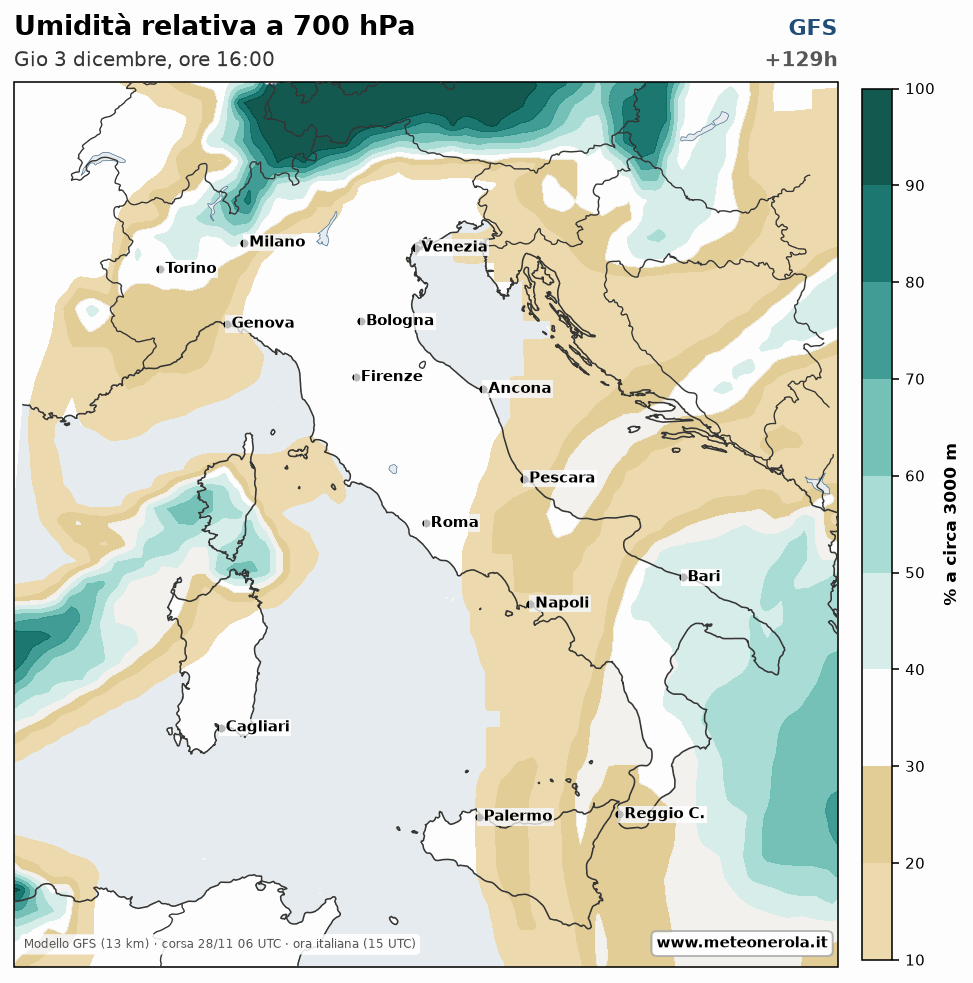 Umidità relativa a 700 hPa
GFS
Gio 3 dicembre, ore 16:00
+129h
100
90
80
70
60
50
40
30
20
10
% a circa 3000 m
Milano
Venezia
Torino
Genova
Bologna
Firenze
Ancona
Pescara
Roma
Bari
Napoli
Cagliari
Palermo
Reggio C.
Modello GFS (13 km) · corsa 28/11 06 UTC · ora italiana (15 UTC)
www.meteonerola.it